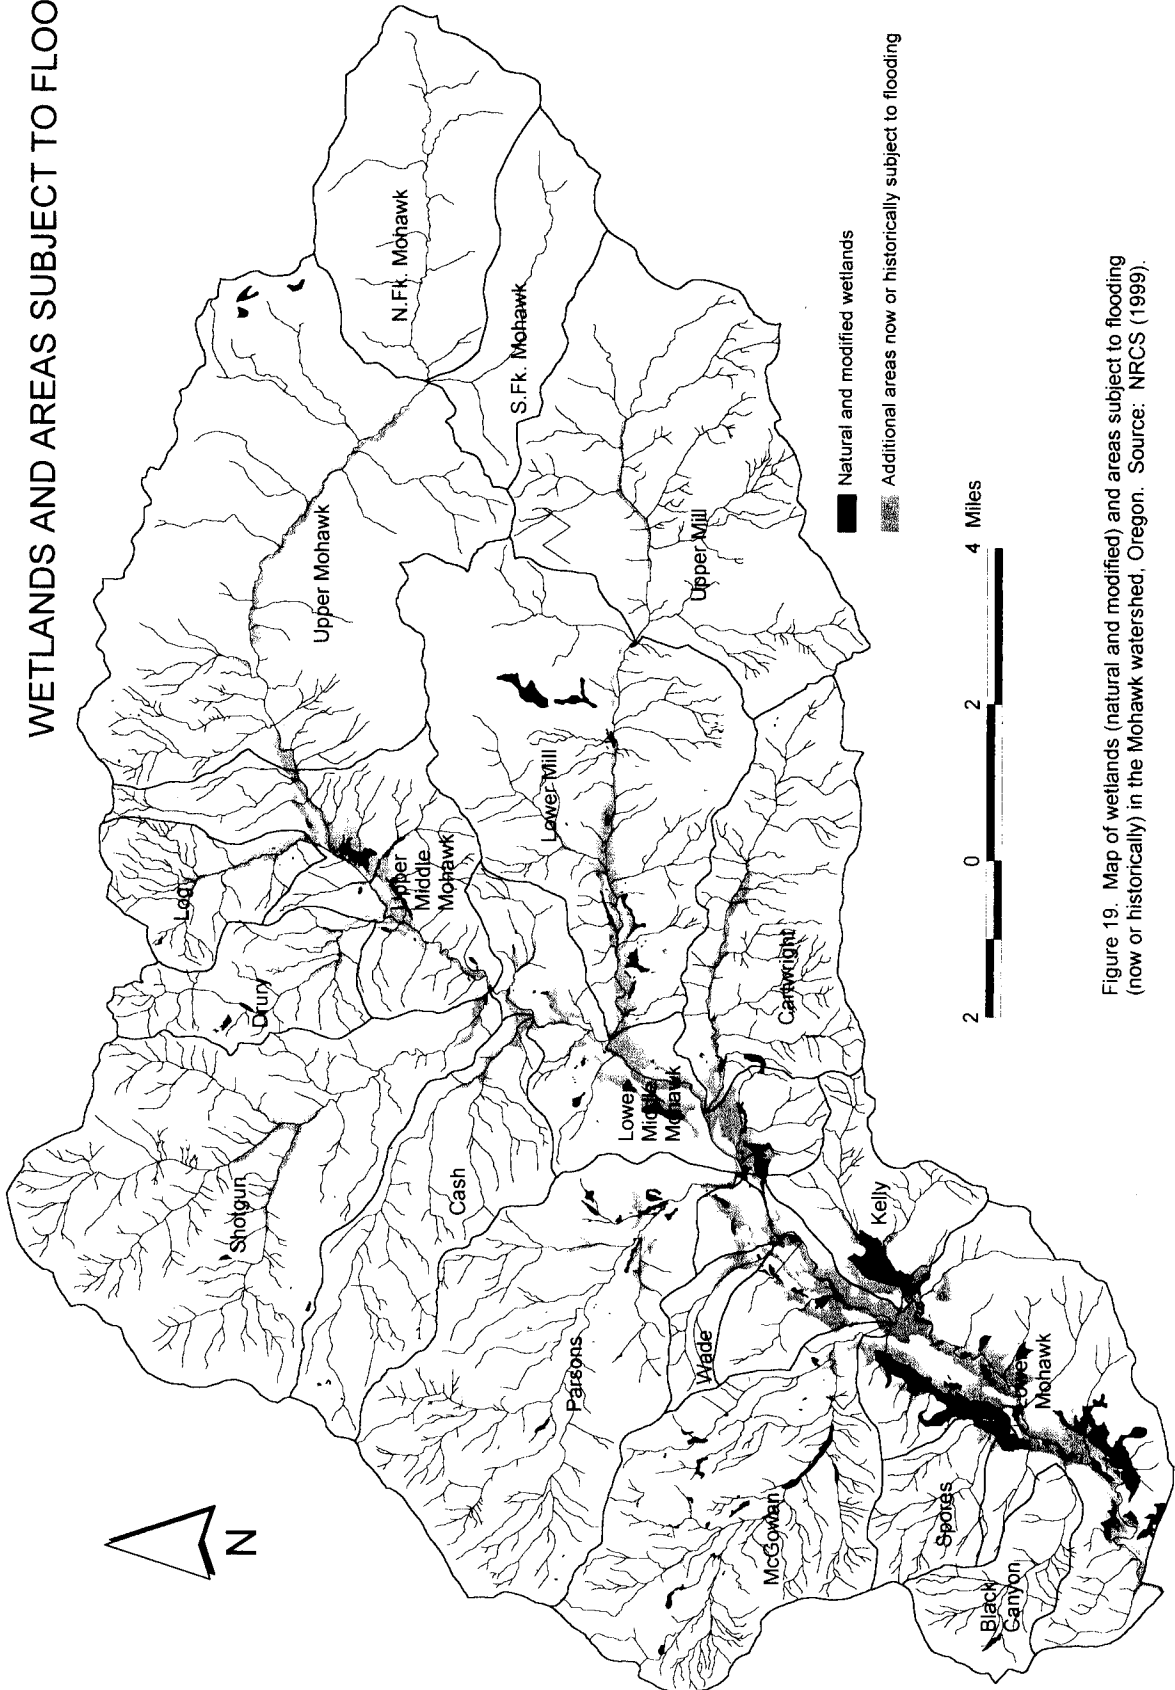 WETLANDS AND AREAS SUBJECT TO FLOO
N
N.Fk. Mohawk
S.Fk. Mohawk
Upper Mohawk
Upper Mill
Logy
Upper
Middle
Mohawk
Lower Mill
Drury
Cartwright
Shotgun
Cash
Lower
Middle
Mohawk
Kelly
Parsons
Wade
McGowan
Lower
Mohawk
Spores
Black
Canyon
Natural and modified wetlands
Additional areas now or historically subject to flooding
2 0 2 4 Miles
Figure 19. Map of wetlands (natural and modified) and areas subject to flooding
(now or historically) in the Mohawk watershed, Oregon. Source: NRCS (1999).